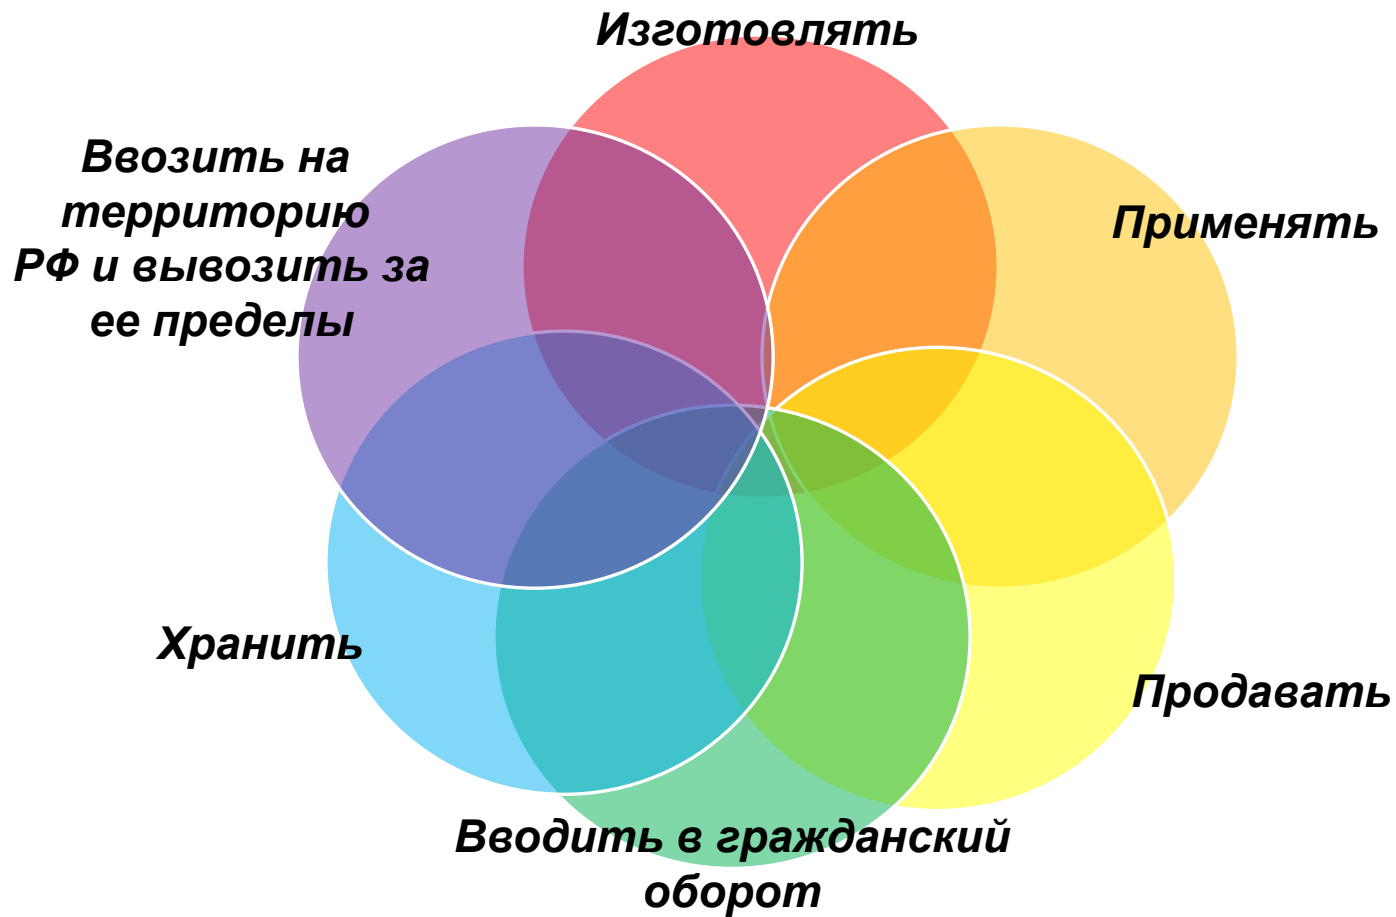 Изготовлять
Ввозить на
территорию
РФ и вывозить за
ее пределы
Применять
Хранить
Продавать
Вводить в гражданский
оборот